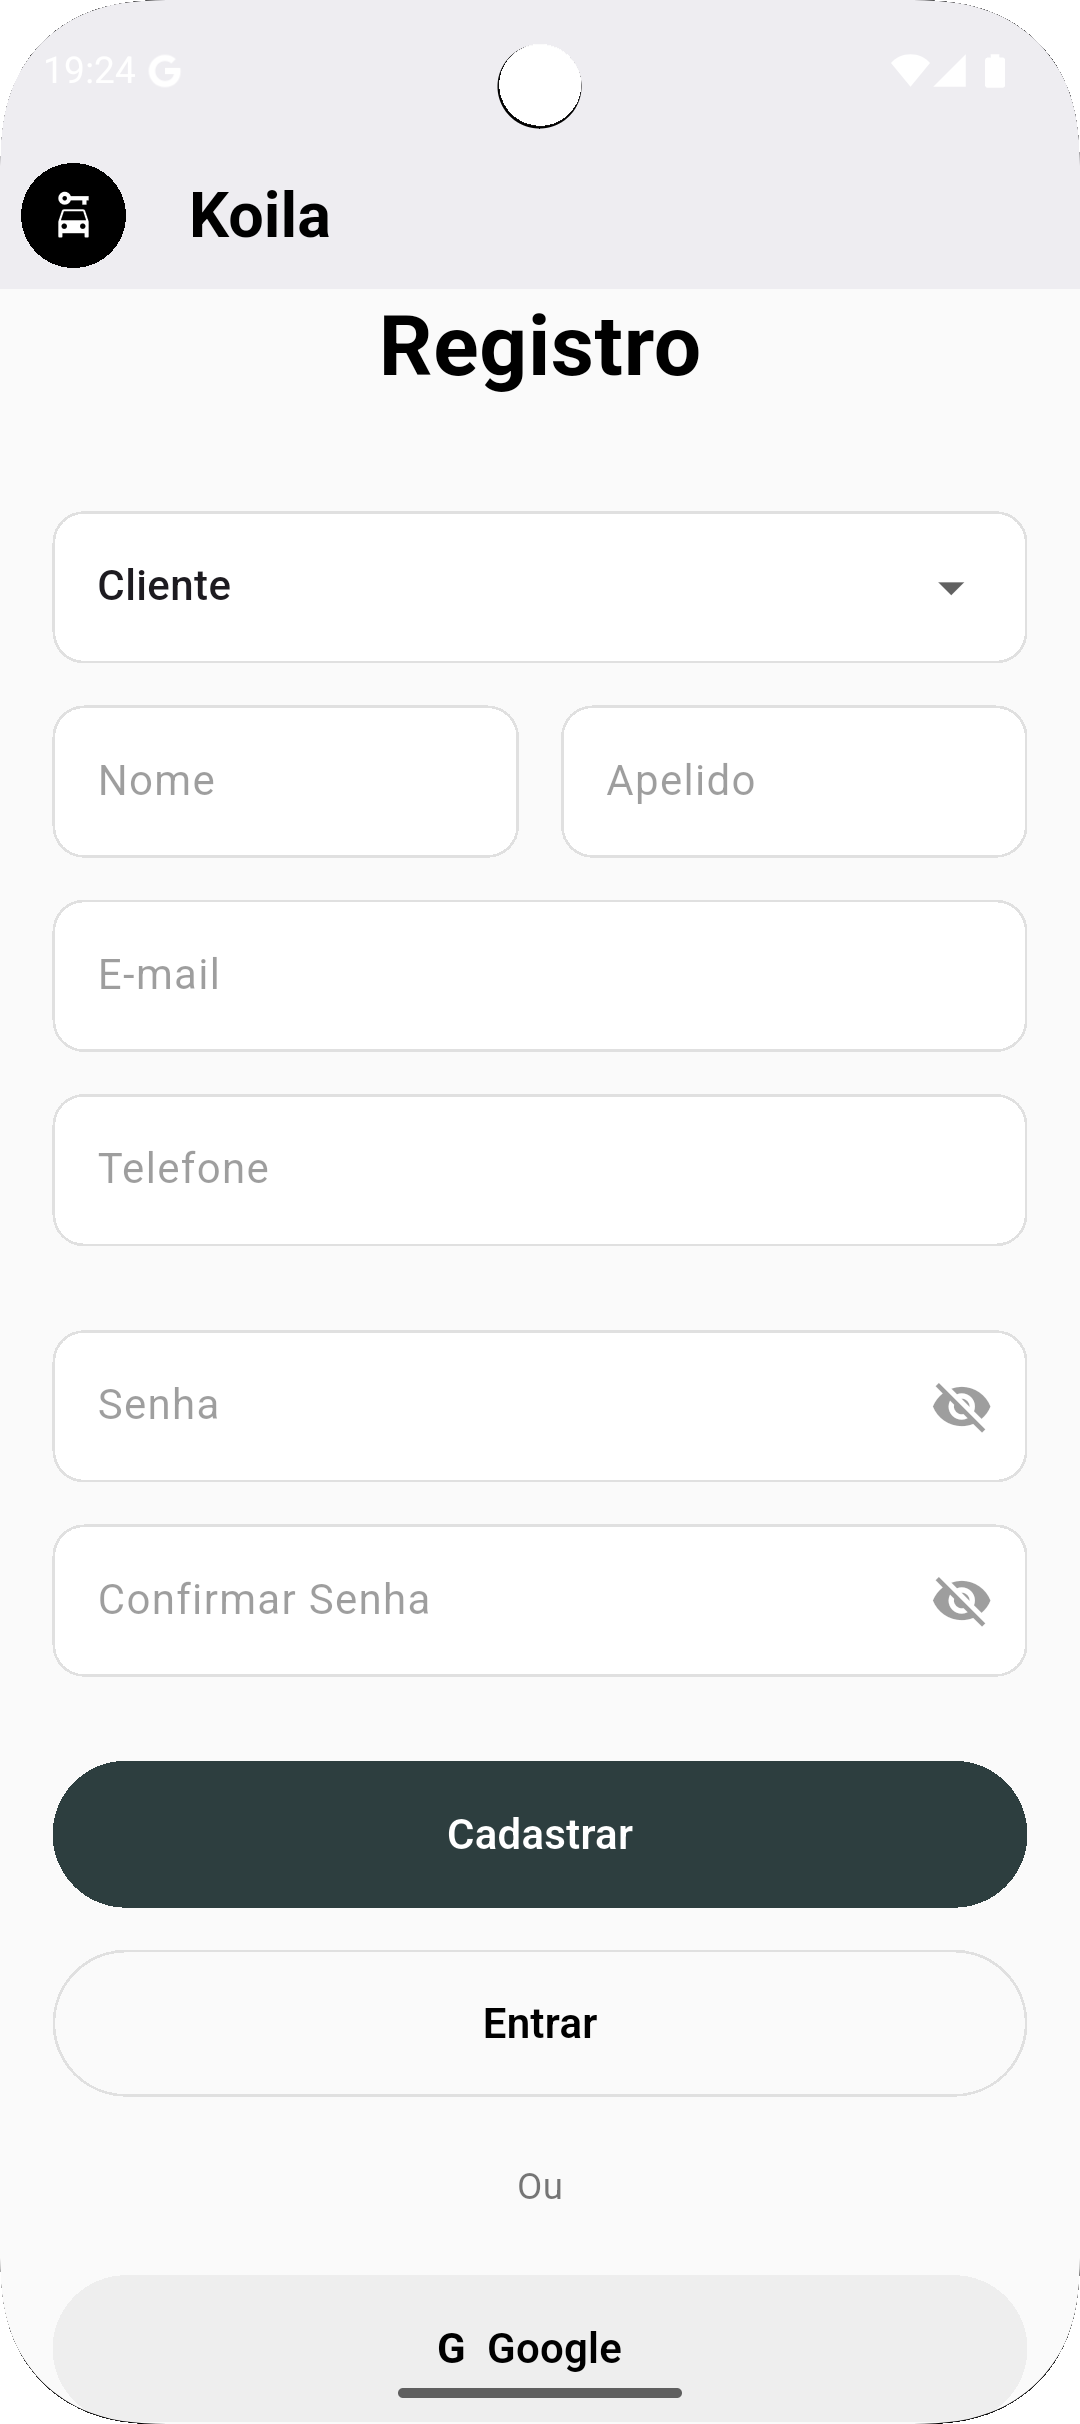 19:24 G
Koila
Registro
Cliente
Nome Apelido
E-mail
Telefone
Senha
Confirmar Senha
Cadastrar
Entrar
Ou
G Google